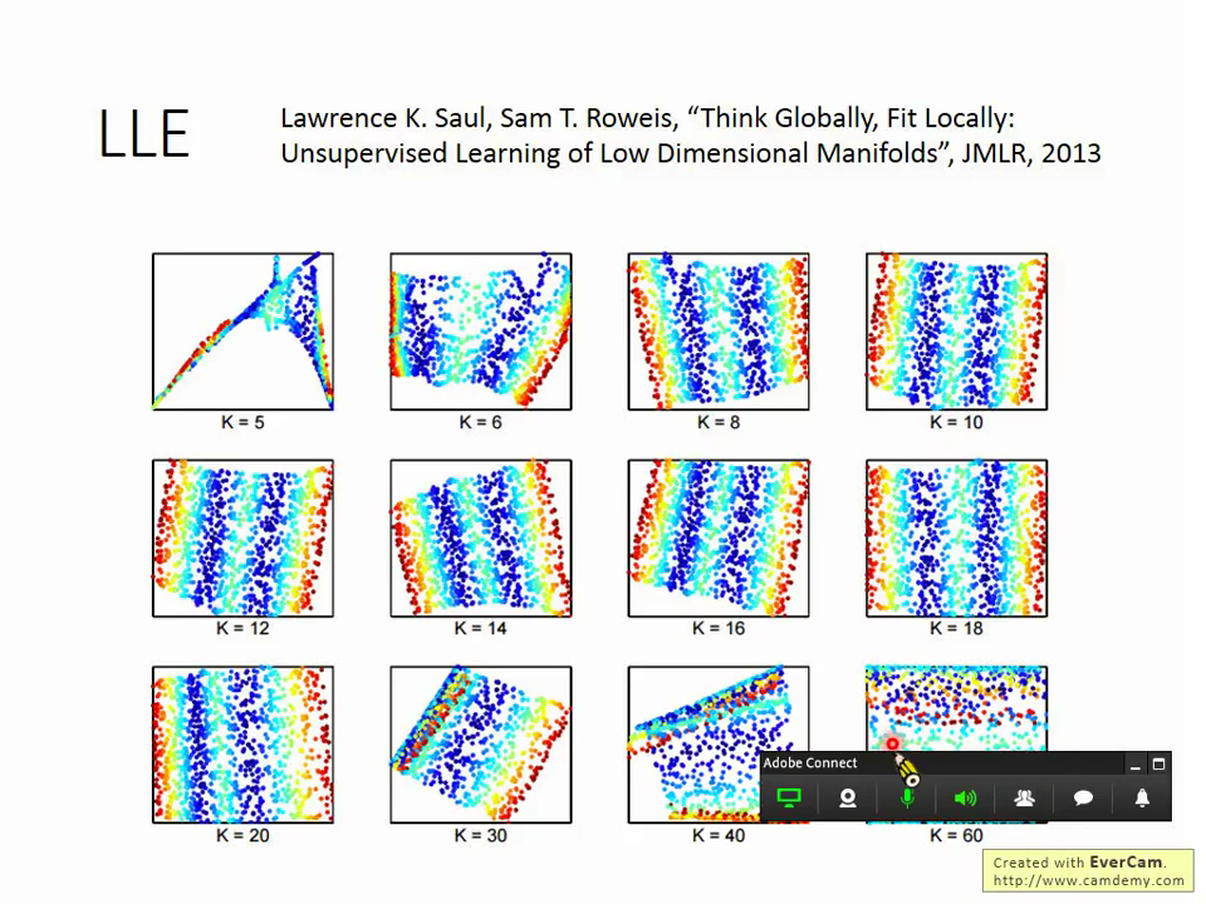 LLE
Lawrence K. Saul, Sam T. Roweis, “Think Globally, Fit Locally:
Unsupervised Learning of Low Dimensional Manifolds”, JMLR, 2013
K = 5
K = 6
K = 8
K = 10
K = 12
K = 14
K = 16
K = 18
Adobe Connect
K = 20
K = 30
K = 40
K = 60
Created with EverCam.
http://www.camdemy.com